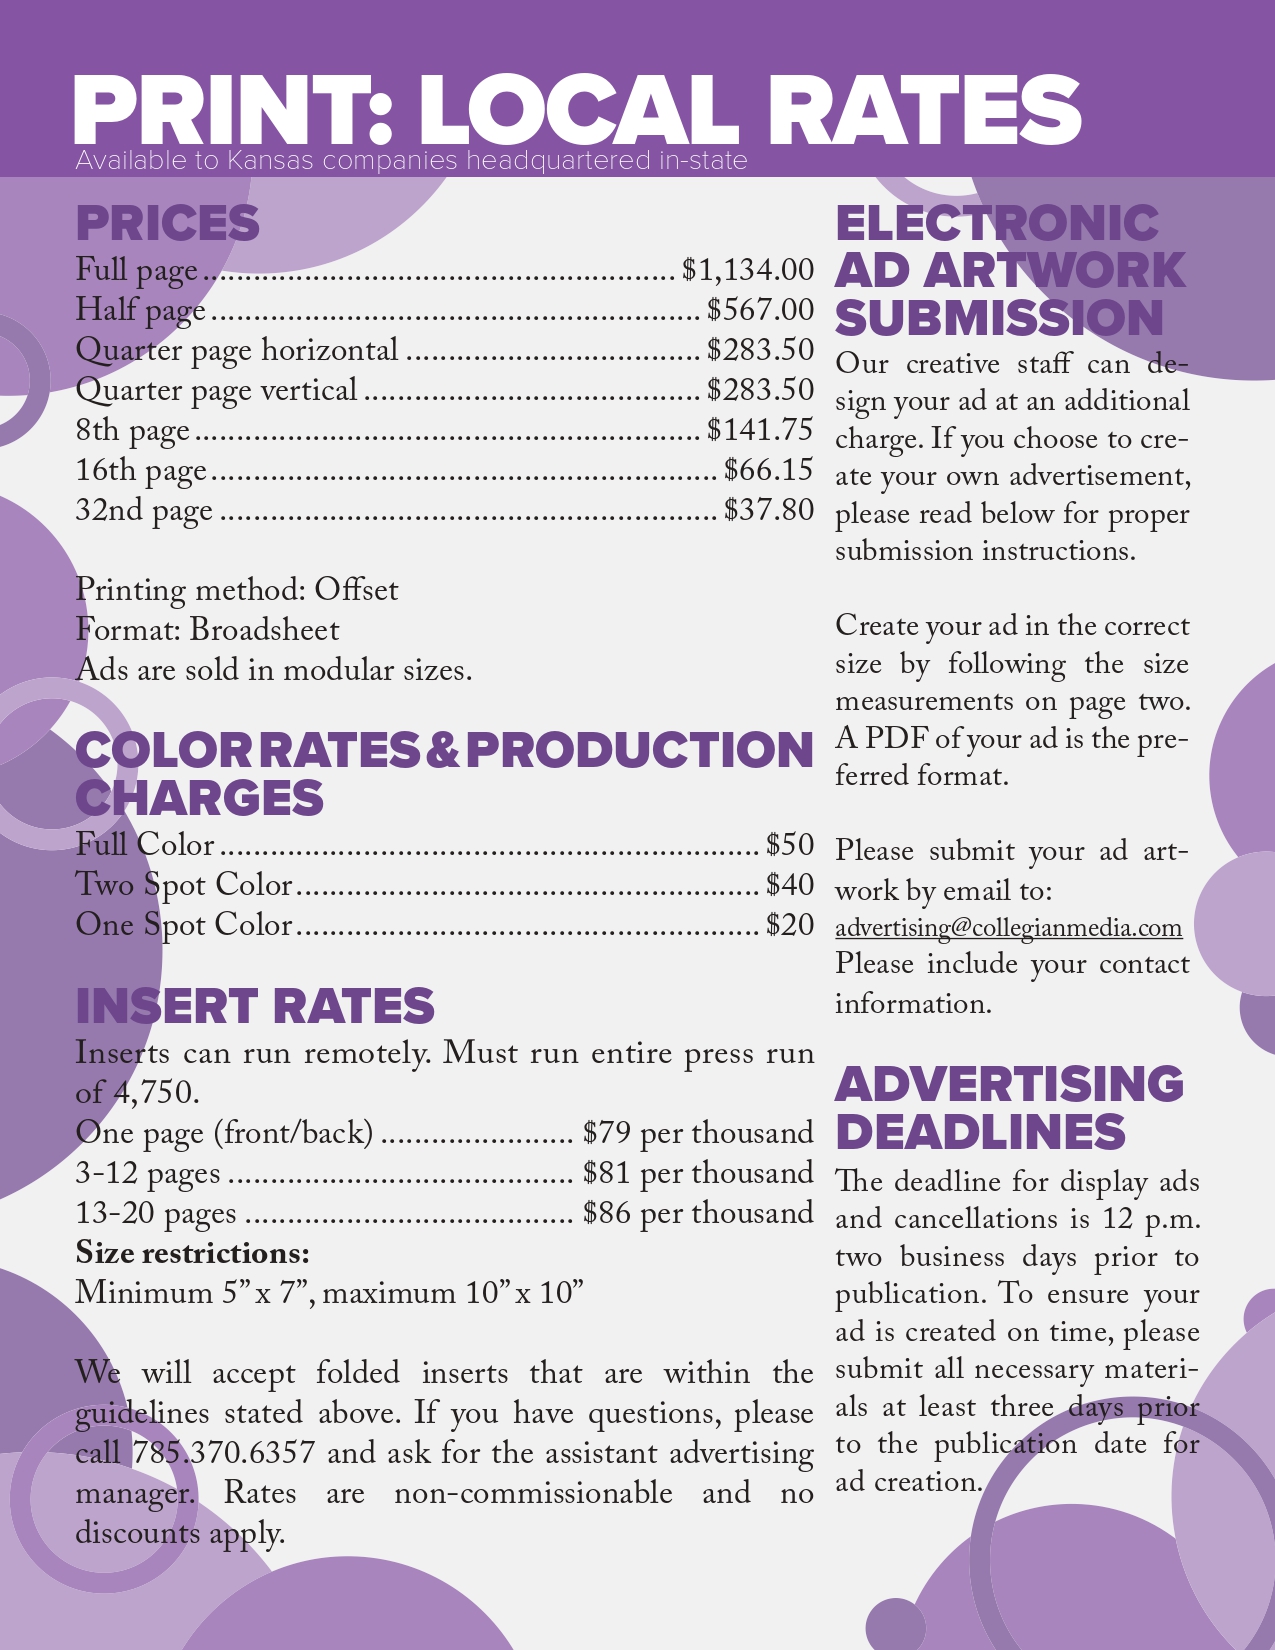 PRINT: LOCAL RATES
Available to Kansas companies headquartered in-state
PRICES
Full page ........................................................ $1,134.00
Half page ........................................................... $567.00
Quarter page horizontal .................................... $283.50
Quarter page vertical ......................................... $283.50
8th page ............................................................. $141.75
16th page ............................................................. $66.15
32nd page ............................................................ $37.80
Printing method: Offset
Format: Broadsheet
Ads are sold in modular sizes.
COLOR RATES & PRODUCTION
CHARGES
Full Color ................................................................. $50
Two Spot Color ........................................................ $40
One Spot Color ........................................................ $20
INSERT RATES
Inserts can run remotely. Must run entire press run
of 4,750.
One page (front/back) ....................... $79 per thousand
3-12 pages ......................................... $81 per thousand
13-20 pages ....................................... $86 per thousand
Size restrictions:
Minimum 5” x 7”, maximum 10” x 10”
We will accept folded inserts that are within the
guidelines stated above. If you have questions, please
call 785.370.6357 and ask for the assistant advertising
manager. Rates are non-commissionable and no
discounts apply.
ELECTRONIC
AD ARTWORK
SUBMISSION
Our creative staff can de-
sign your ad at an additional
charge. If you choose to cre-
ate your own advertisement,
please read below for proper
submission instructions.
Create your ad in the correct
size by following the size
measurements on page two.
A PDF of your ad is the pre-
ferred format.
Please submit your ad art-
work by email to:
advertising@collegianmedia.com
Please include your contact
information.
ADVERTISING
DEADLINES
The deadline for display ads
and cancellations is 12 p.m.
two business days prior to
publication. To ensure your
ad is created on time, please
submit all necessary materi-
als at least three days prior
to the publication date for
ad creation.